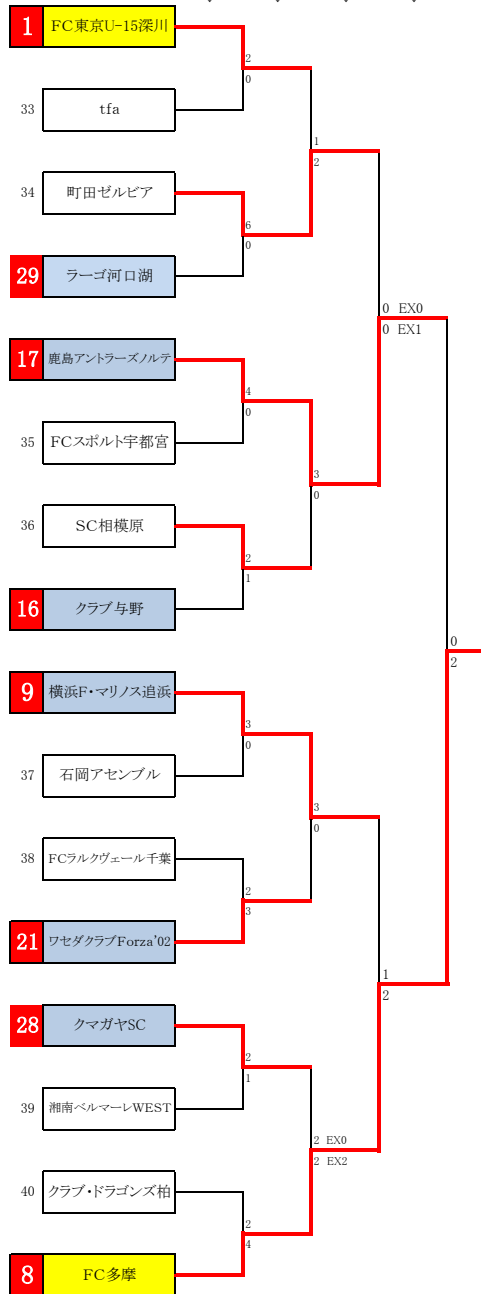 1 FC東京U-15深川
2
0
33 tfa
1
2
34 町田ゼルビア
6
0
29 ラーゴ河口湖
0 EX0
0 EX1
17 鹿島アントラーズノルテ
4
0
35 FCスポルト宇都宮
3
0
36 SC相模原
2
1
16 クラブ与野
0
2
9 横浜F・マリノス追浜
3
0
37 石岡アセンブル
3
0
38 FCラルクヴェール千葉
2
3
21 ワセダクラブForza'02
1
2
28 クマガヤSC
2
1
39 湘南ベルマーレWEST
2 EX0
2 EX2
40 クラブ・ドラゴンズ柏
2
4
8 FC多摩